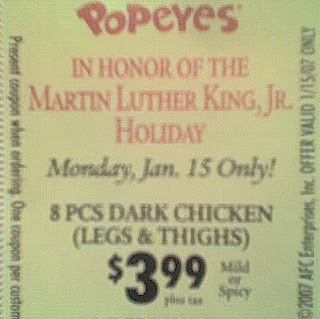 POPEYES
IN HONOR OF THE
MARTIN LUTHER KING, JR.
HOLIDAY
Monday, Jan. 15 Only!
8 PCS DARK CHICKEN
(LEGS & THIGHS)
$3.99 Mild or Spicy
plus tax
Present coupon when ordering. One coupon per custom
©2007 AFC Enterprises, Inc. OFFER VALID 1/15/07 ONLY